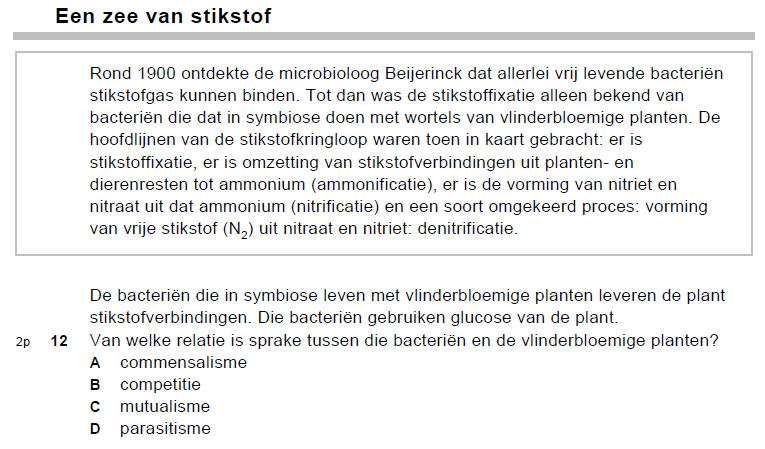 Een zee van stikstof
Rond 1900 ontdekte de microbioloog Beijerinck dat allerlei vrij levende bacteriën
stikstofgas kunnen binden. Tot dan was de stikstoffixatie alleen bekend van
bacteriën die dat in symbiose doen met wortels van vlinderbloemige planten. De
hoofdlijnen van de stikstofkringloop waren toen in kaart gebracht: er is
stikstoffixatie, er is omzetting van stikstofverbindingen uit planten- en
dierenresten tot ammonium (ammonificatie), er is de vorming van nitriet en
nitraat uit dat ammonium (nitrificatie) en een soort omgekeerd proces: vorming
van vrije stikstof (N2) uit nitraat en nitriet: denitrificatie.
De bacteriën die in symbiose leven met vlinderbloemige planten leveren de plant
stikstofverbindingen. Die bacteriën gebruiken glucose van de plant.
2p 12 Van welke relatie is sprake tussen die bacteriën en de vlinderbloemige planten?
A commensalisme
B competitie
C mutualisme
D parasitisme